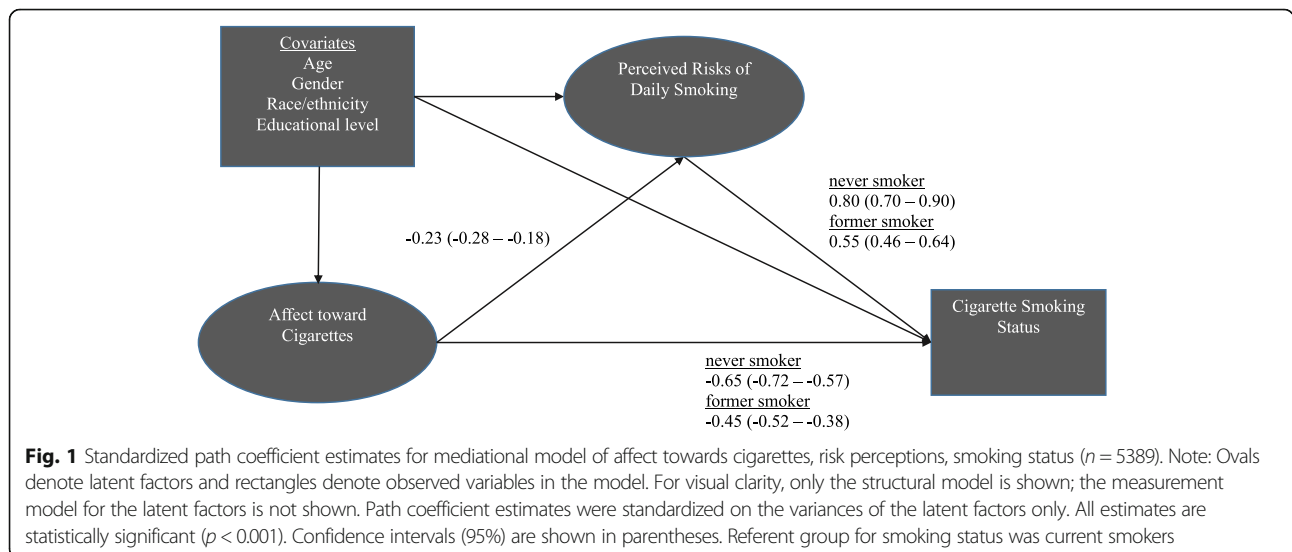 Covariates
Age
Gender
Race/ethnicity
Educational level
Perceived Risks of
Daily Smoking
never smoker
0.80 (0.70 – 0.90)
former smoker
0.55 (0.46 – 0.64)
-0.23 (-0.28 – -0.18)
Affect toward
Cigarettes
Cigarette Smoking
Status
never smoker
-0.65 (-0.72 – -0.57)
former smoker
-0.45 (-0.52 – -0.38)
Fig. 1 Standardized path coefficient estimates for mediational model of affect towards cigarettes, risk perceptions, smoking status (n = 5389). Note: Ovals
denote latent factors and rectangles denote observed variables in the model. For visual clarity, only the structural model is shown; the measurement
model for the latent factors is not shown. Path coefficient estimates were standardized on the variances of the latent factors only. All estimates are
statistically significant (p < 0.001). Confidence intervals (95%) are shown in parentheses. Referent group for smoking status was current smokers